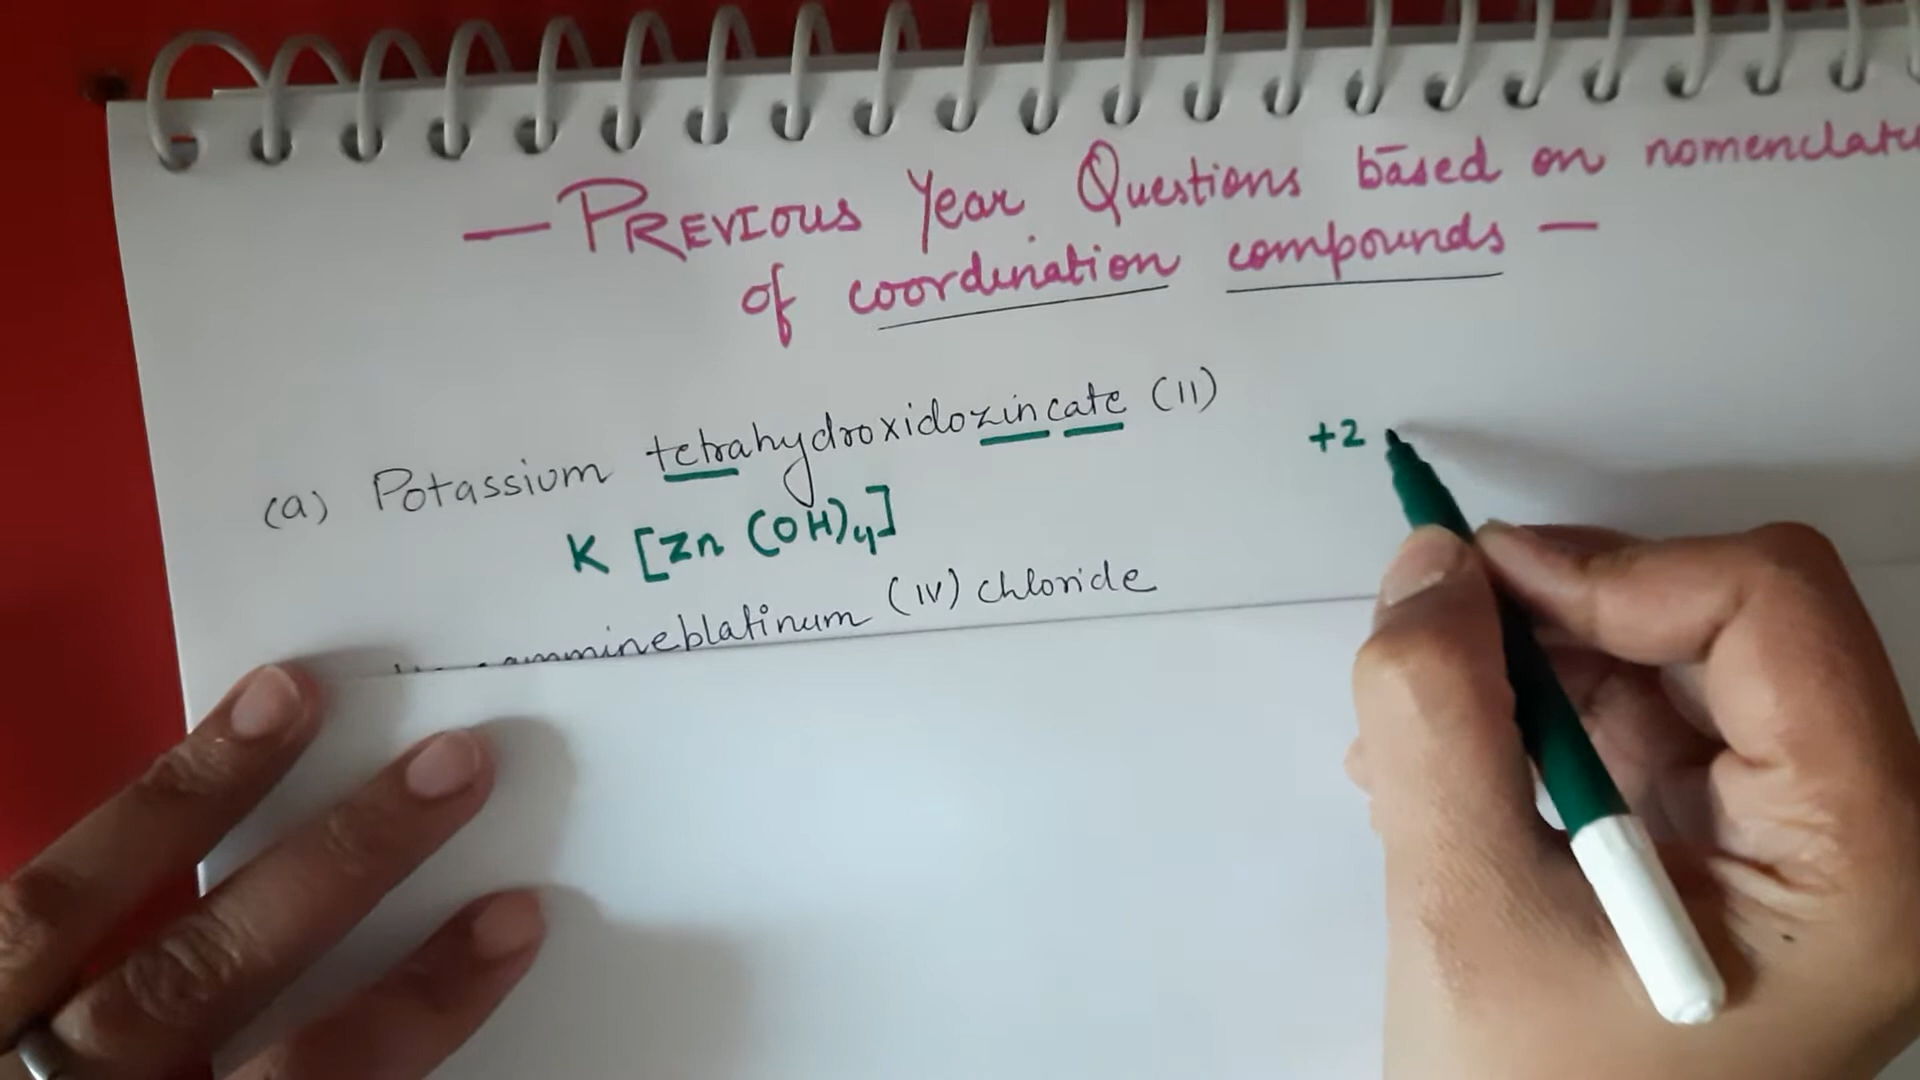 — PREVIOUS Year Questions based on nomenclatu
of coordination compounds —
(a) Potassium tetrahydroxidozincate (II)
+2
K [Zn (OH)4]
ammineplatinum (IV) chloride